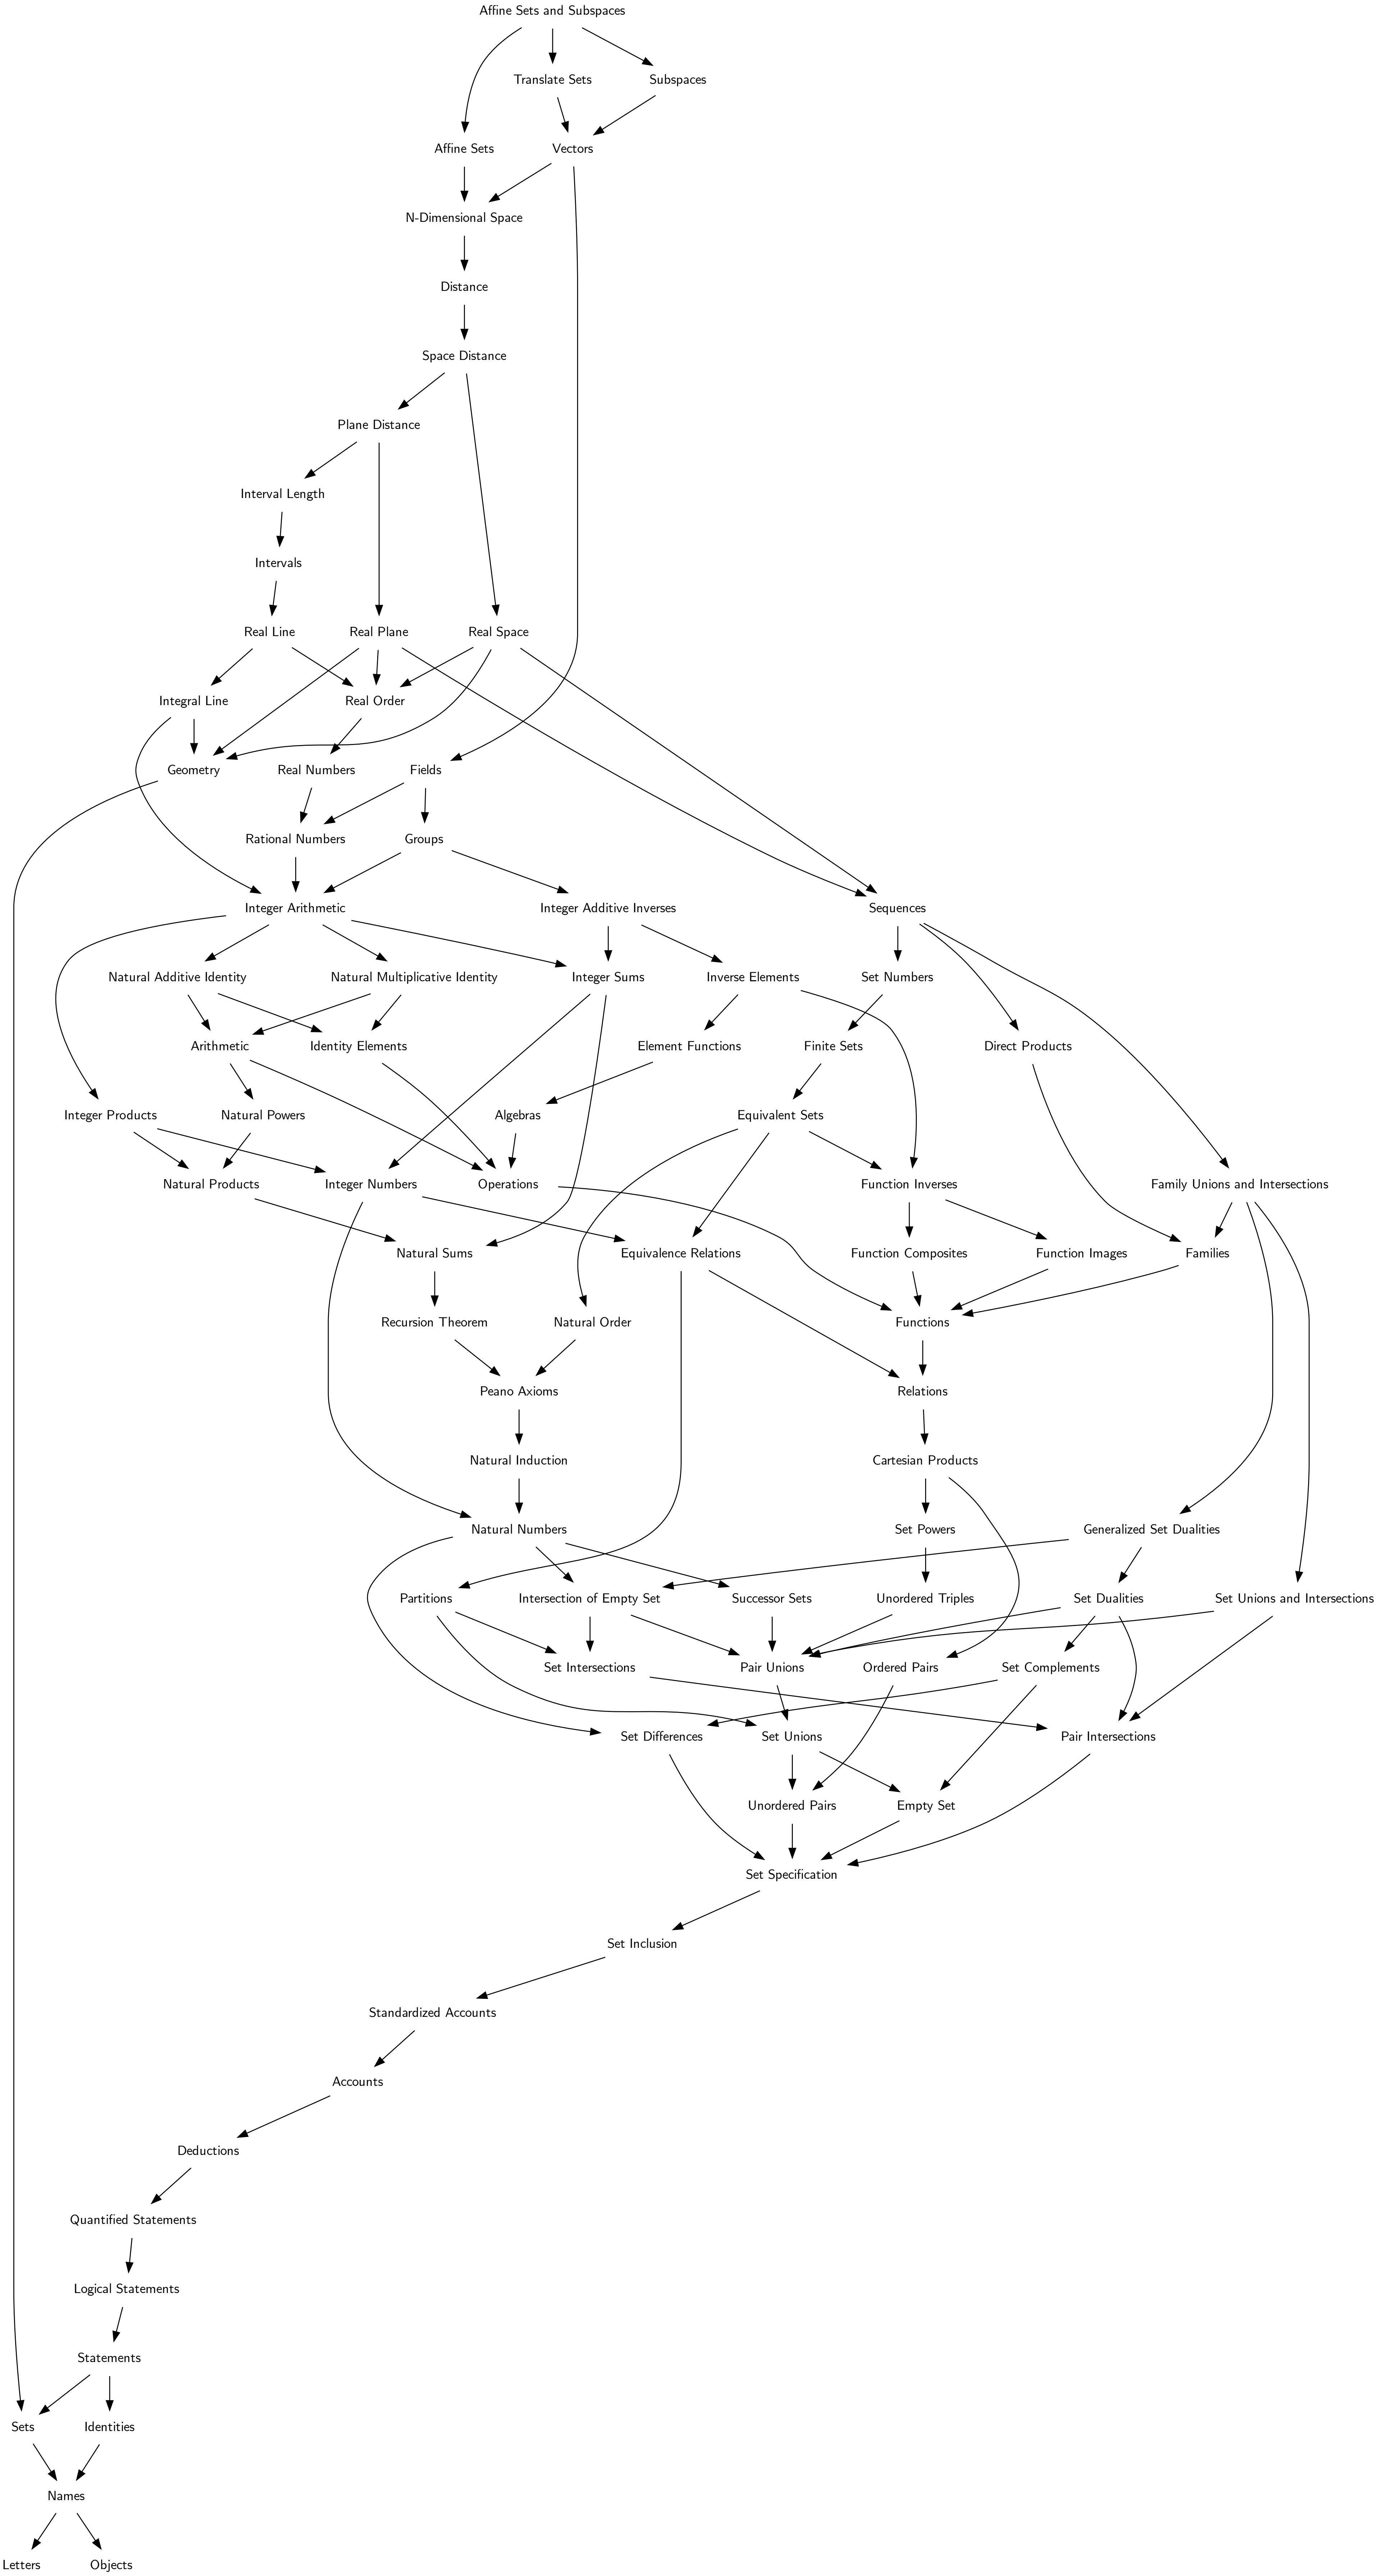 Affine Sets and Subspaces
Translate Sets
Subspaces
Affine Sets
Vectors
N-Dimensional Space
Distance
Space Distance
Plane Distance
Interval Length
Intervals
Real Line
Real Plane
Real Space
Integral Line
Real Order
Geometry
Real Numbers
Fields
Rational Numbers
Groups
Integer Arithmetic
Integer Additive Inverses
Sequences
Natural Additive Identity
Natural Multiplicative Identity
Integer Sums
Inverse Elements
Set Numbers
Arithmetic
Identity Elements
Element Functions
Finite Sets
Direct Products
Integer Products
Natural Powers
Algebras
Equivalent Sets
Natural Products
Integer Numbers
Operations
Function Inverses
Family Unions and Intersections
Natural Sums
Equivalence Relations
Function Composites
Function Images
Families
Recursion Theorem
Natural Order
Functions
Peano Axioms
Relations
Natural Induction
Cartesian Products
Natural Numbers
Set Powers
Generalized Set Dualities
Partitions
Intersection of Empty Set
Successor Sets
Unordered Triples
Set Dualities
Set Unions and Intersections
Set Intersections
Pair Unions
Ordered Pairs
Set Complements
Set Differences
Set Unions
Pair Intersections
Unordered Pairs
Empty Set
Set Specification
Set Inclusion
Standardized Accounts
Accounts
Deductions
Quantified Statements
Logical Statements
Statements
Sets
Identities
Names
Letters
Objects